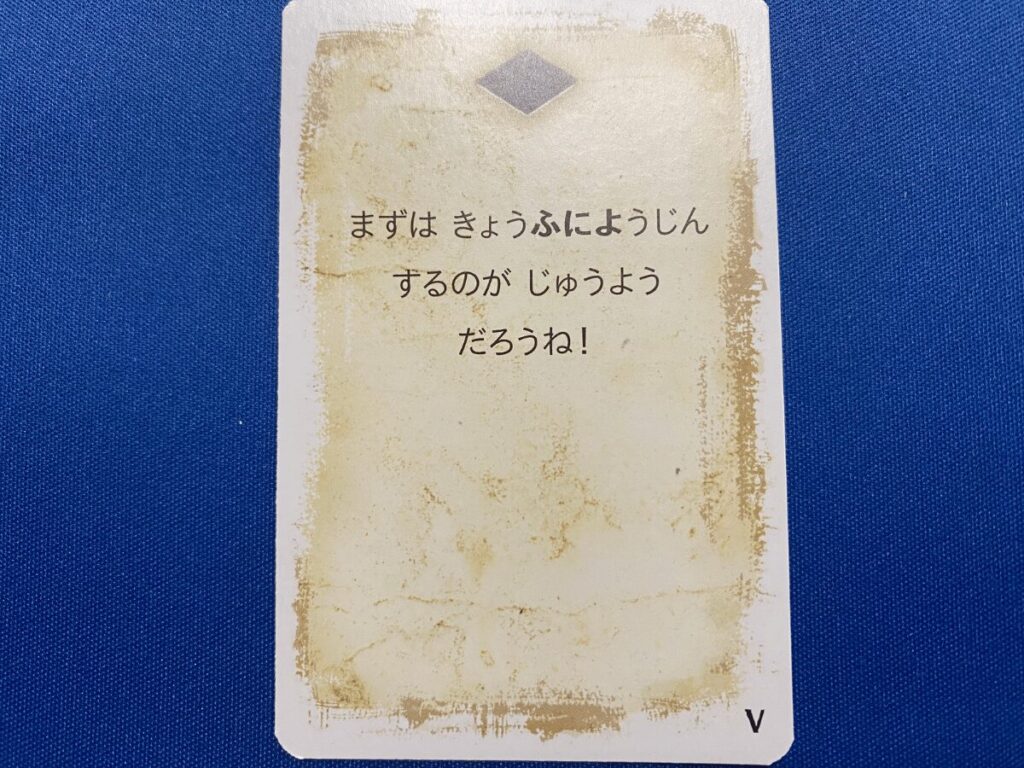 まずは きょうふにようじん
するのが じゅうよう
だろうね!
V